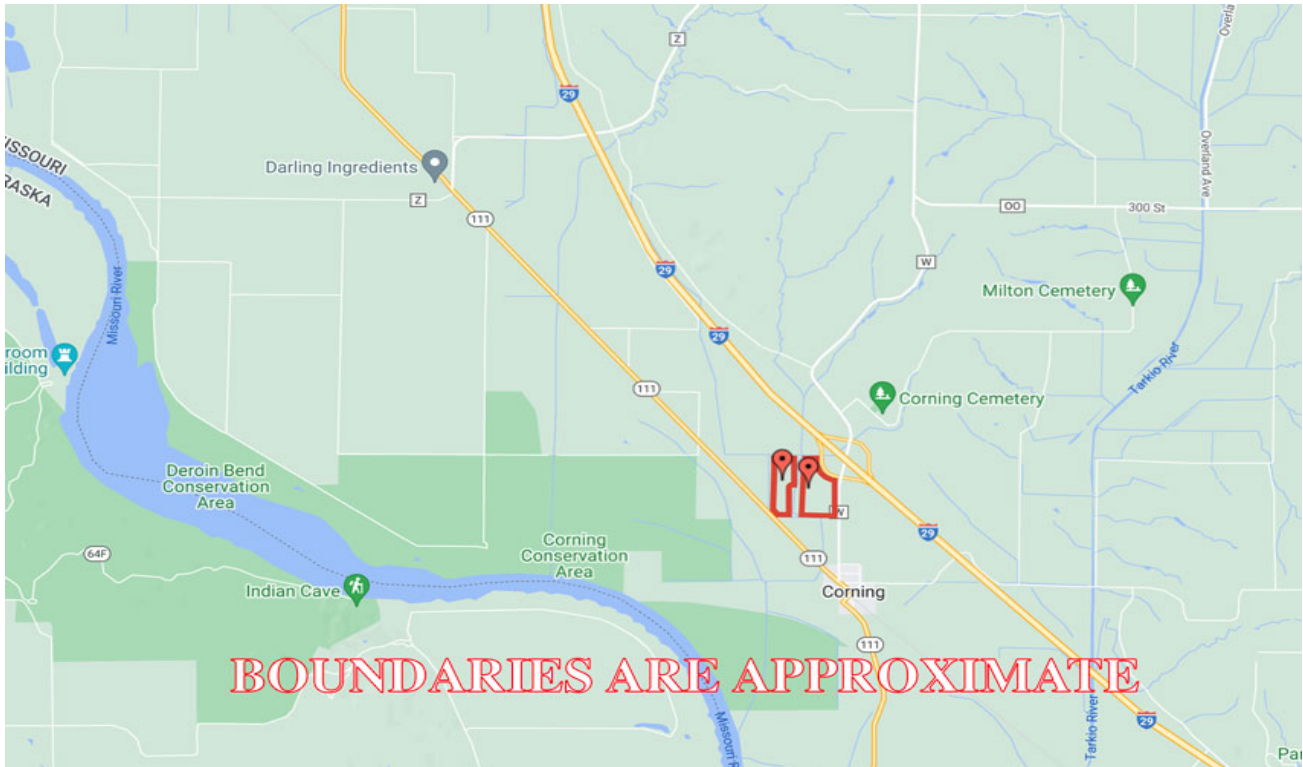 Z
Overla
29
Darling Ingredients
Z
111
Overland Ave
OO
300 St
MISSOURI
RASKA
Missouri River
29
W
Milton Cemetery
room
ilding
29
Tarkio River
111
Corning Cemetery
Deroin Bend
Conservation
Area
W
29
64F
Corning
Conservation
Area
111
Indian Cave
Corning
111
BOUNDARIES ARE APPROXIMATE
Missouri R
Tarkio River
29
Par